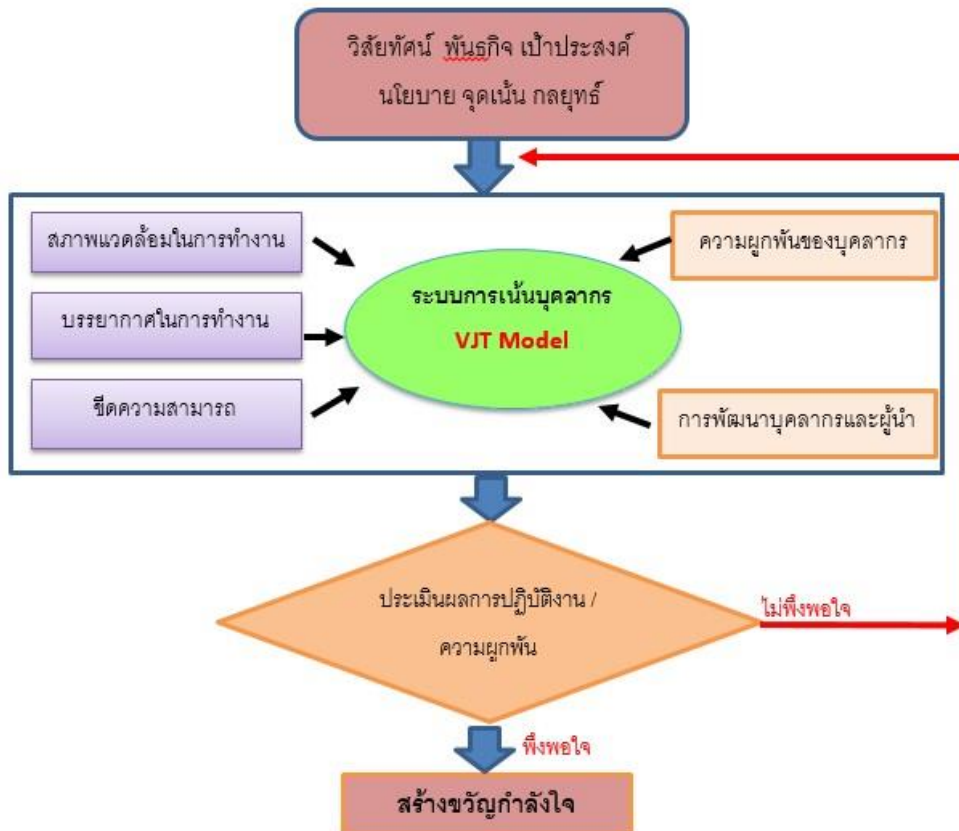 วิสัยทัศน์ พันธกิจ เป้าประสงค์
นโยบาย จุดเน้น กลยุทธ์
สภาพแวดล้อมในการทำงาน
ความผูกพันของบุคลากร
ระบบการเน้นบุคลากร
VJT Model
บรรยากาศในการทำงาน
ขีดความสามารถ
การพัฒนาบุคลากรและผู้นำ
ประเมินผลการปฏิบัติงาน /
ความผูกพัน
ไม่พึงพอใจ
พึงพอใจ
สร้างขวัญกำลังใจ